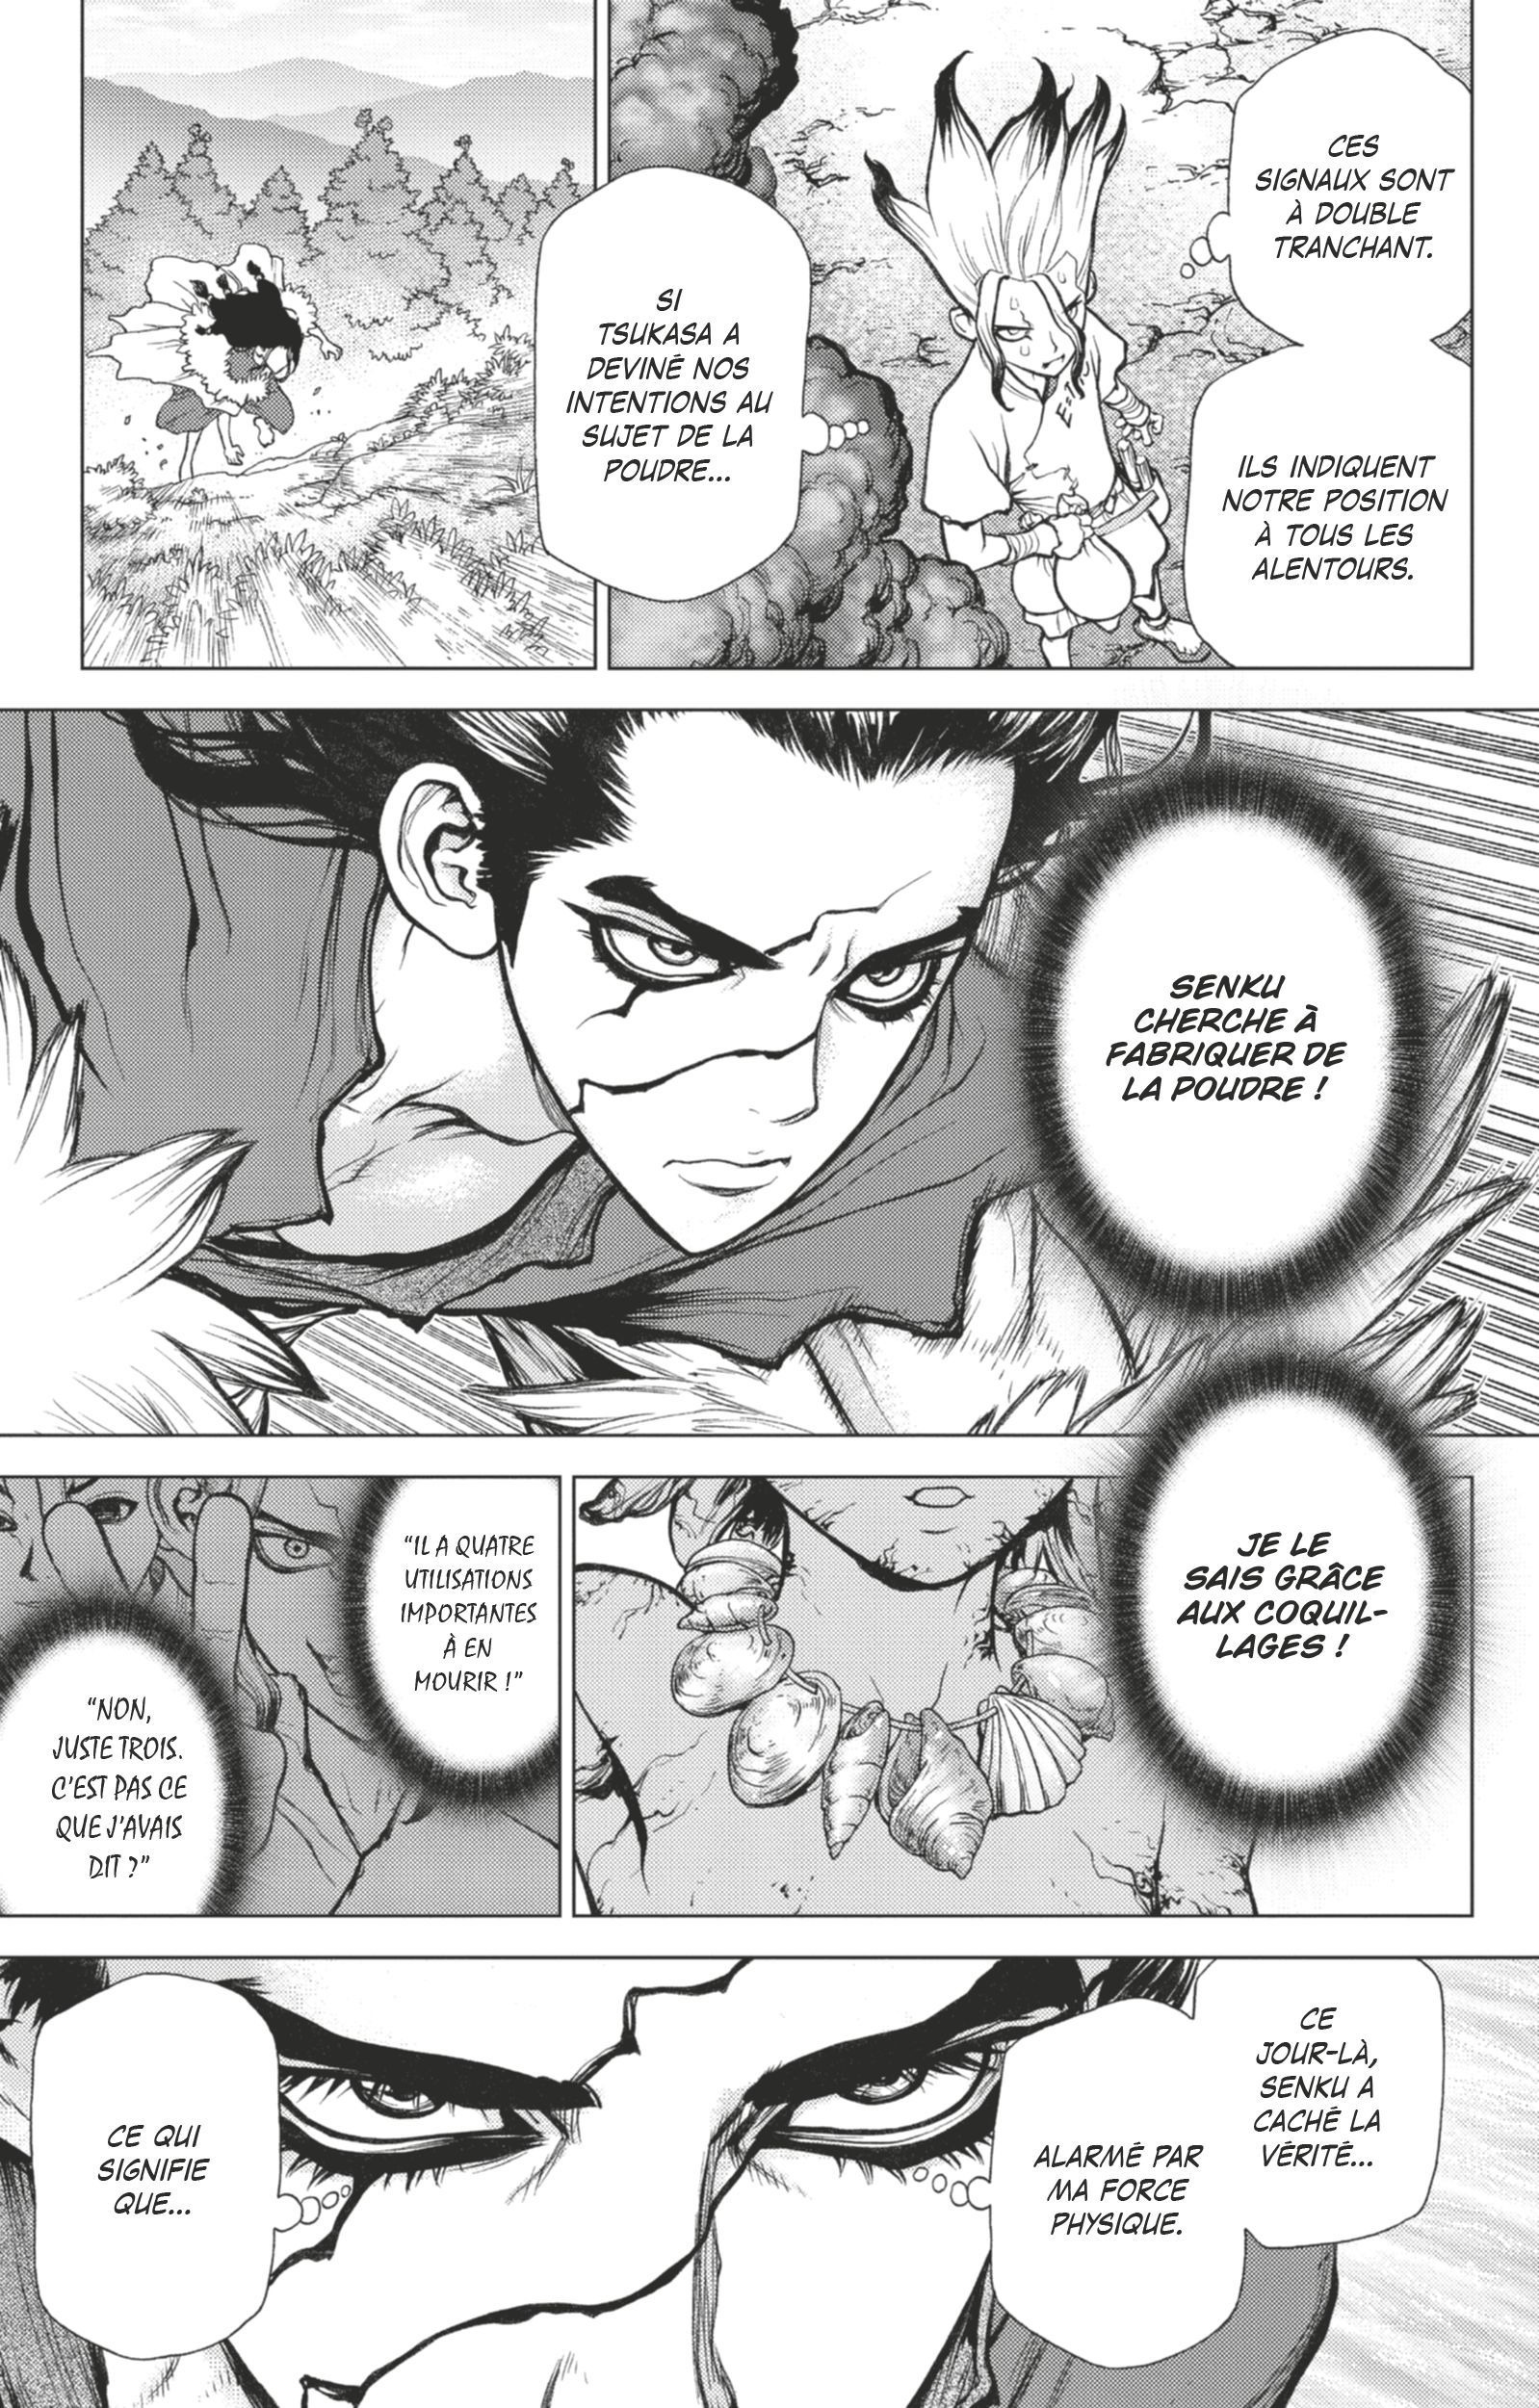 CES
SIGNAUX SONT
À DOUBLE
TRANCHANT.
ILS INDIQUENT
NOTRE POSITION
À TOUS LES
ALENTOURS.
E=
SI
TSUKASA A
DEVINÉ NOS
INTENTIONS AU
SUJET DE LA
POUDRE...
SENKU
CHERCHE À
FABRIQUER DE
LA POUDRE !
JE LE
SAIS GRÂCE
AUX COQUIL-
LAGES !
"IL A QUATRE
UTILISATIONS
IMPORTANTES
À EN
MOURIR !"
"NON,
JUSTE TROIS.
C'EST PAS CE
QUE J'AVAIS
DIT ?"
CE
JOUR-LÀ,
SENKU A
CACHÉ LA
VÉRITÉ...
ALARMÉ PAR
MA FORCE
PHYSIQUE.
CE QUI
SIGNIFIE
QUE...